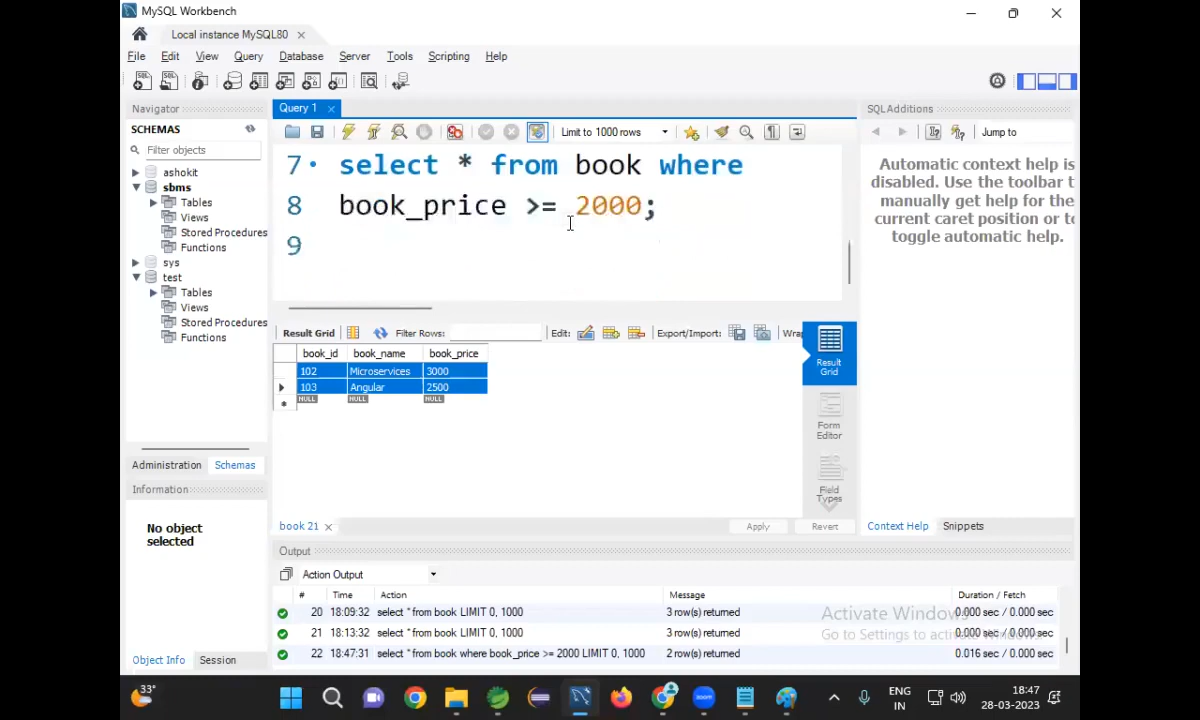 MySQL Workbench
Local instance MySQL80
File Edit View Query Database Server Tools Scripting Help
Navigator
SCHEMAS
Filter objects
ashokit
sbms
Tables
Views
Stored Procedures
Functions
sys
test
Tables
Views
Stored Procedures
Functions
Administration Schemas
Information
No object
selected
Object Info Session
Query 1
Limit to 1000 rows
7 select * from book where
8 book_price >= 2000;
9
Result Grid Filter Rows: Edit: Export/Import: Wra
book_id book_name book_price
102 Microservices 3000
103 Angular 2500
NULL NULL NULL
Result
Grid
Form
Editor
Field
Types
book 21
Apply Revert
SQLAdditions
Jump to
Automatic context help is
disabled. Use the toolbar t
manually get help for the
current caret position or to
toggle automatic help.
Context Help Snippets
Output
Action Output
# Time Action Message Duration / Fetch
20 18:09:32 select * from book LIMIT 0, 1000 3 row(s) returned 0.000 sec / 0.000 sec
21 18:13:32 select * from book LIMIT 0, 1000 3 row(s) returned 0.000 sec / 0.000 sec
22 18:47:31 select * from book where book_price >= 2000 LIMIT 0, 1000 2 row(s) returned 0.016 sec / 0.000 sec
Activate Windows
Go to Settings to activate Windows.
33°
zoom
ENG
IN
18:47
28-03-2023